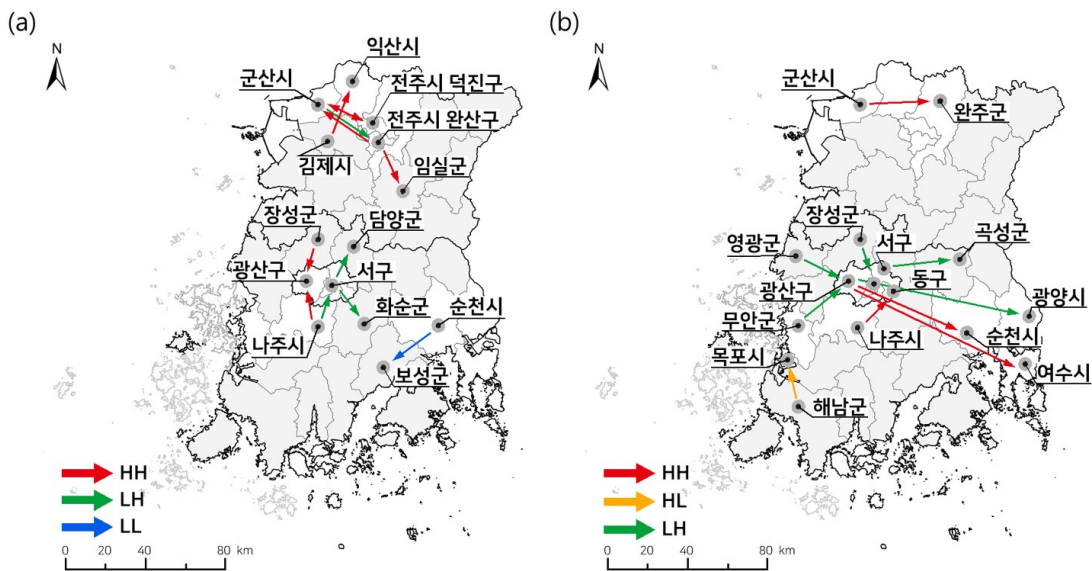 (a)
N
익산시
군산시
전주시 덕진구
전주시 완산구
김제시
임실군
장성군
담양군
광산구
서구
화순군
순천시
나주시
보성군
HH
LH
LL
0 20 40 80 km
(b)
N
군산시
완주군
장성군
영광군
서구
곡성군
광산구
동구
광양시
무안군
나주시
순천시
목포시
여수시
해남군
HH
HL
LH
0 20 40 80 km